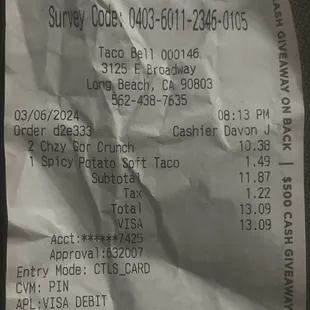 Survey Code: 0403-6011-2346-0105
Taco Bell 000146
3125 E Broadway
Long Beach, CA 90803
562-438-7635
03/06/2024 08:13 PM
Order d2e333 Cashier Davon J
2 Chzy Gor Crunch 10.38
1 Spicy Potato Soft Taco 1.49
Subtotal 11.87
Tax 1.22
Total 13.09
VISA 13.09
Acct:******7425
Approval:632007
Entry Mode: CTLS_CARD
CVM: PIN
APL:VISA DEBIT
CASH GIVEAWAY ON BACK | $500 CASH GIVEAWAY